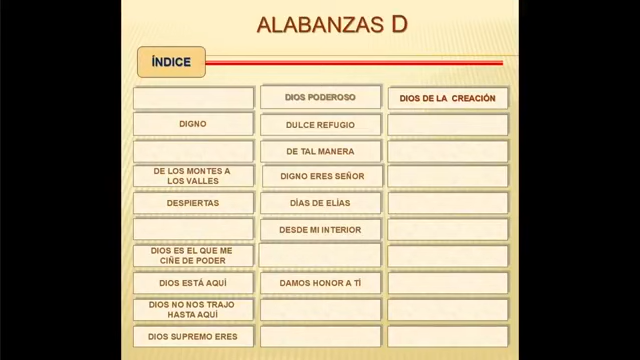 ALABANZAS D
ÍNDICE
DIOS PODEROSO
DIOS DE LA CREACIÓN
DIGNO
DULCE REFUGIO
DE TAL MANERA
DE LOS MONTES A
LOS VALLES
DIGNO ERES SEÑOR
DESPIERTAS
DÍAS DE ELÍAS
DESDE MI INTERIOR
DIOS ES EL QUE ME
CIÑE DE PODER
DIOS ESTÁ AQUÍ
DAMOS HONOR A TÍ
DIOS NO NOS TRAJO
HASTA AQUÍ
DIOS SUPREMO ERES